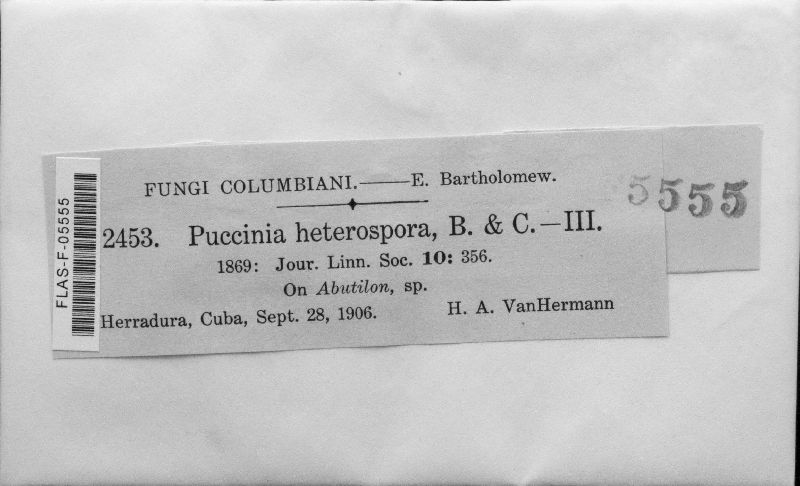 FUNGI COLUMBIANI.——E. Bartholomew.
2453. Puccinia heterospora, B. & C.—III.
1869: Jour. Linn. Soc. 10: 356.
On Abutilon, sp.
Herradura, Cuba, Sept. 28, 1906. H. A. VanHermann
5555
FLAS-F-05555